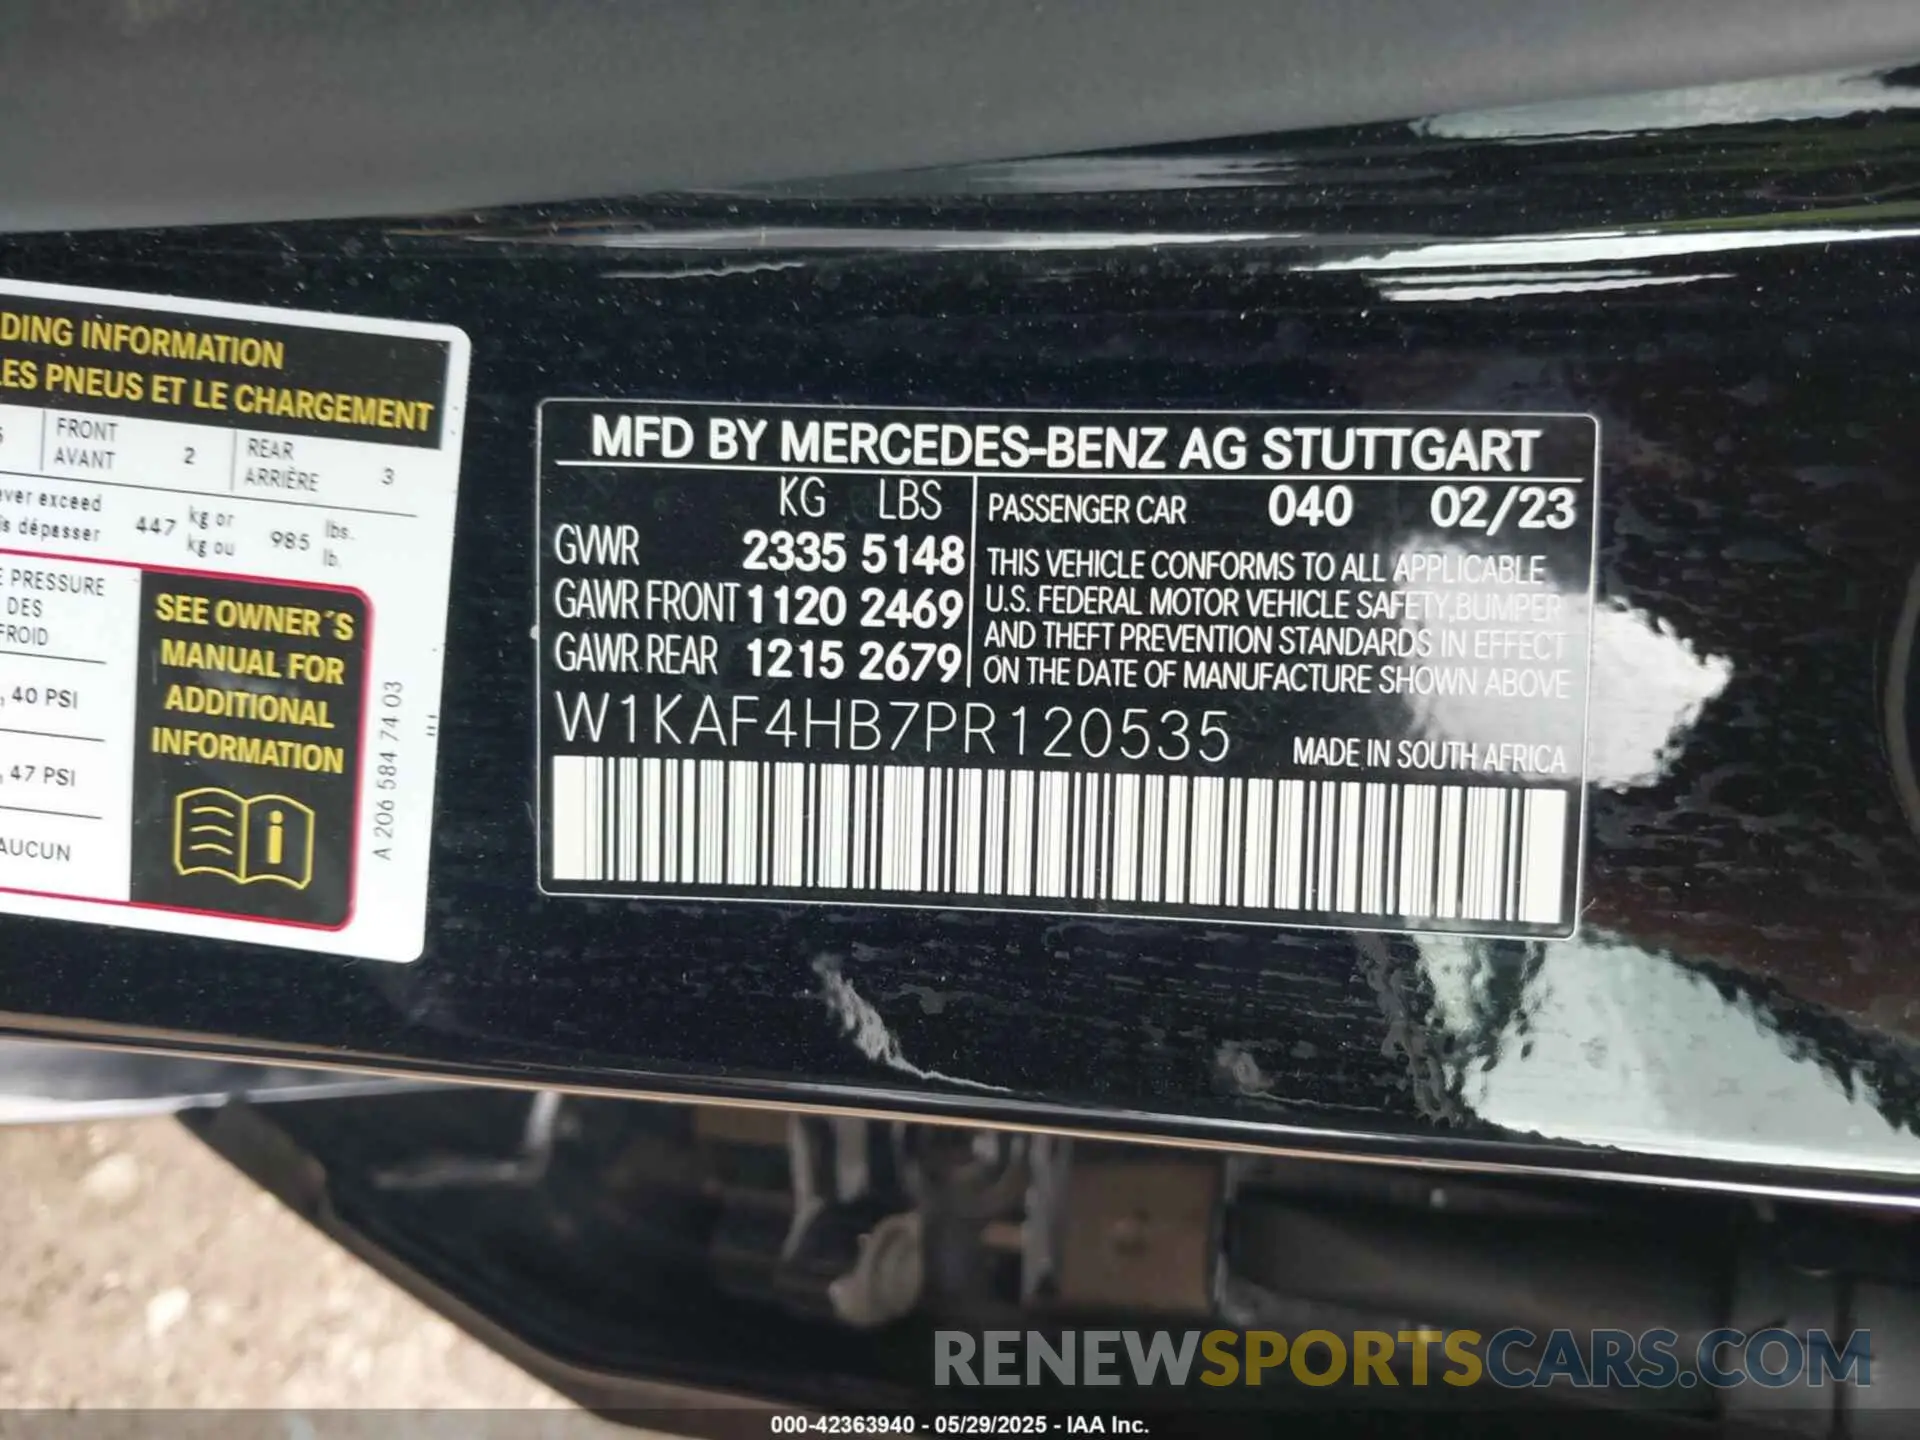 DING INFORMATION
LES PNEUS ET LE CHARGEMENT
FRONT
AVANT
2
REAR
ARRIÈRE
3
ver exceed
is dépasser
447
kg or
kg ou
985
lbs.
lb.
PRESSURE
DES
FROID
, 40 PSI
, 47 PSI
AUCUN
SEE OWNER´S
MANUAL FOR
ADDITIONAL
INFORMATION
i
A 206 584 74 03
MFD BY MERCEDES-BENZ AG STUTTGART
KG LBS
GVWR 2335 5148
GAWR FRONT 1120 2469
GAWR REAR 1215 2679
PASSENGER CAR 040 02/23
THIS VEHICLE CONFORMS TO ALL APPLICABLE
U.S. FEDERAL MOTOR VEHICLE SAFETY,BUMPER
AND THEFT PREVENTION STANDARDS IN EFFECT
ON THE DATE OF MANUFACTURE SHOWN ABOVE
W1KAF4HB7PR120535
MADE IN SOUTH AFRICA
RENEWSPORTSCARS.COM
000-42363940 - 05/29/2025 - IAA Inc.